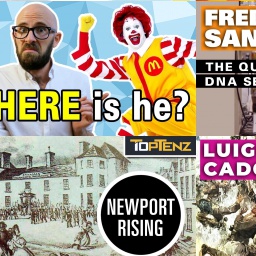 HERE is he?
FRED
SAN
THE QU
DNA SE
TOPTENZ
NEWPORT
RISING
LUIG
CADO